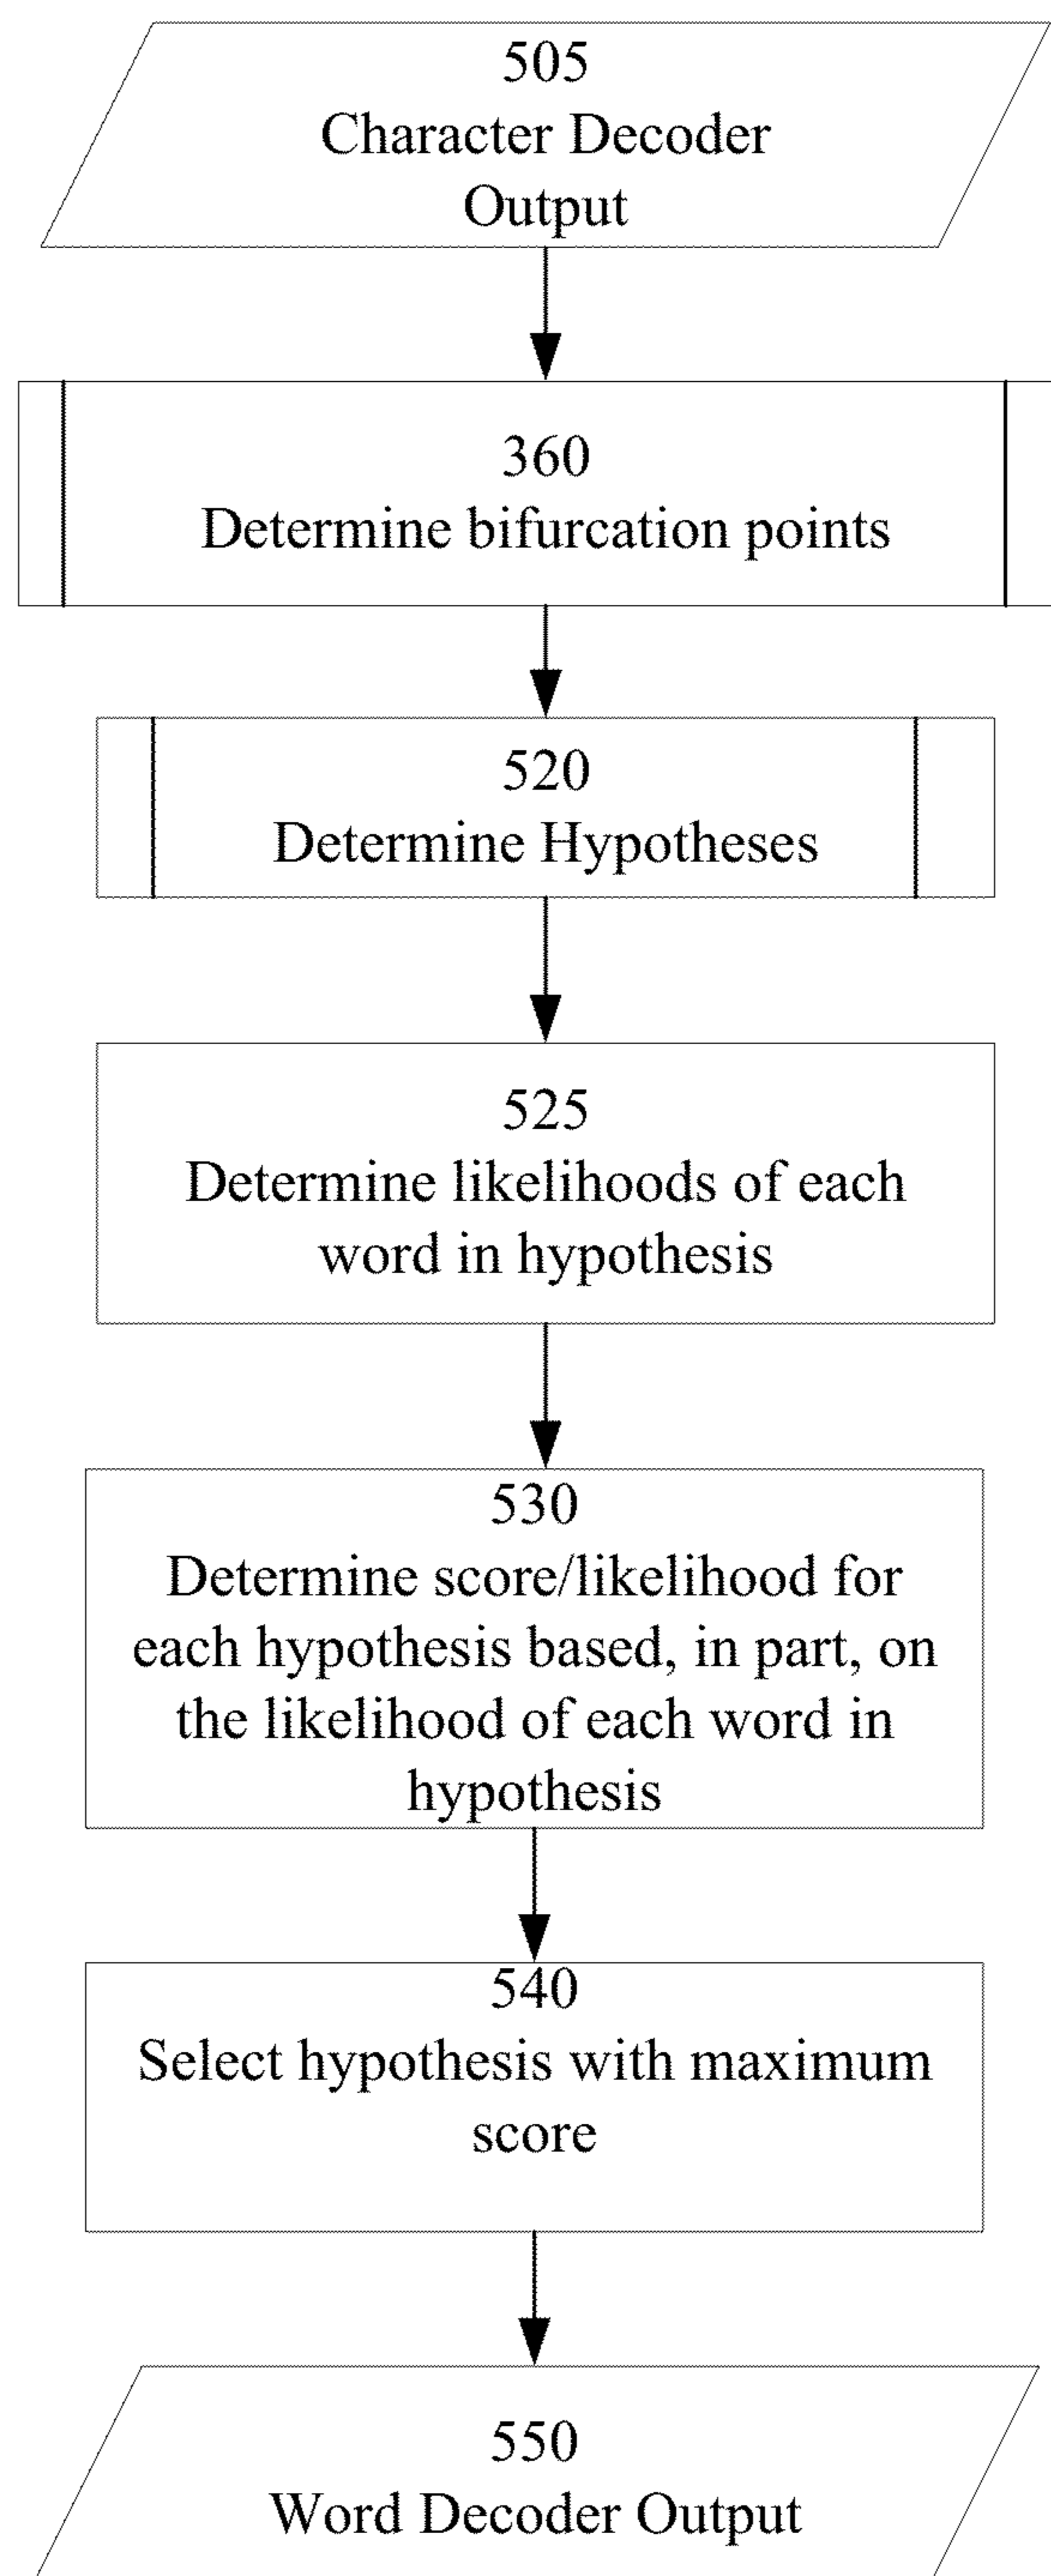 505
Character Decoder
Output
360
Determine bifurcation points
520
Determine Hypotheses
525
Determine likelihoods of each
word in hypothesis
530
Determine score/likelihood for
each hypothesis based, in part, on
the likelihood of each word in
hypothesis
540
Select hypothesis with maximum
score
550
Word Decoder Output